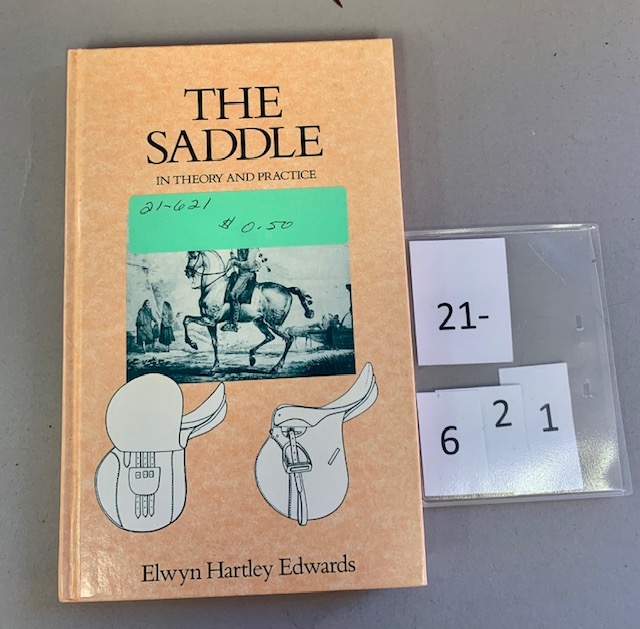 THE
SADDLE
IN THEORY AND PRACTICE
21-621
$ 0.50
Elwyn Hartley Edwards
21-
6 2 1